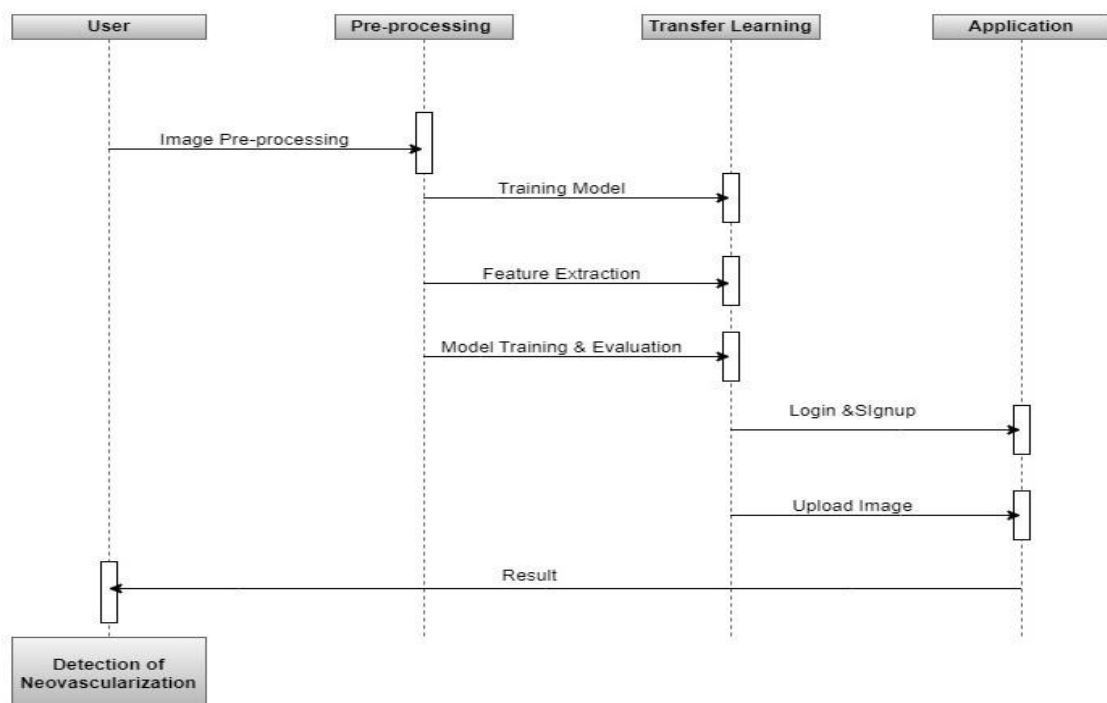 User
Pre-processing
Transfer Learning
Application
Image Pre-processing
Training Model
Feature Extraction
Model Training & Evaluation
Login &SIgnup
Upload Image
Result
Detection of
Neovascularization